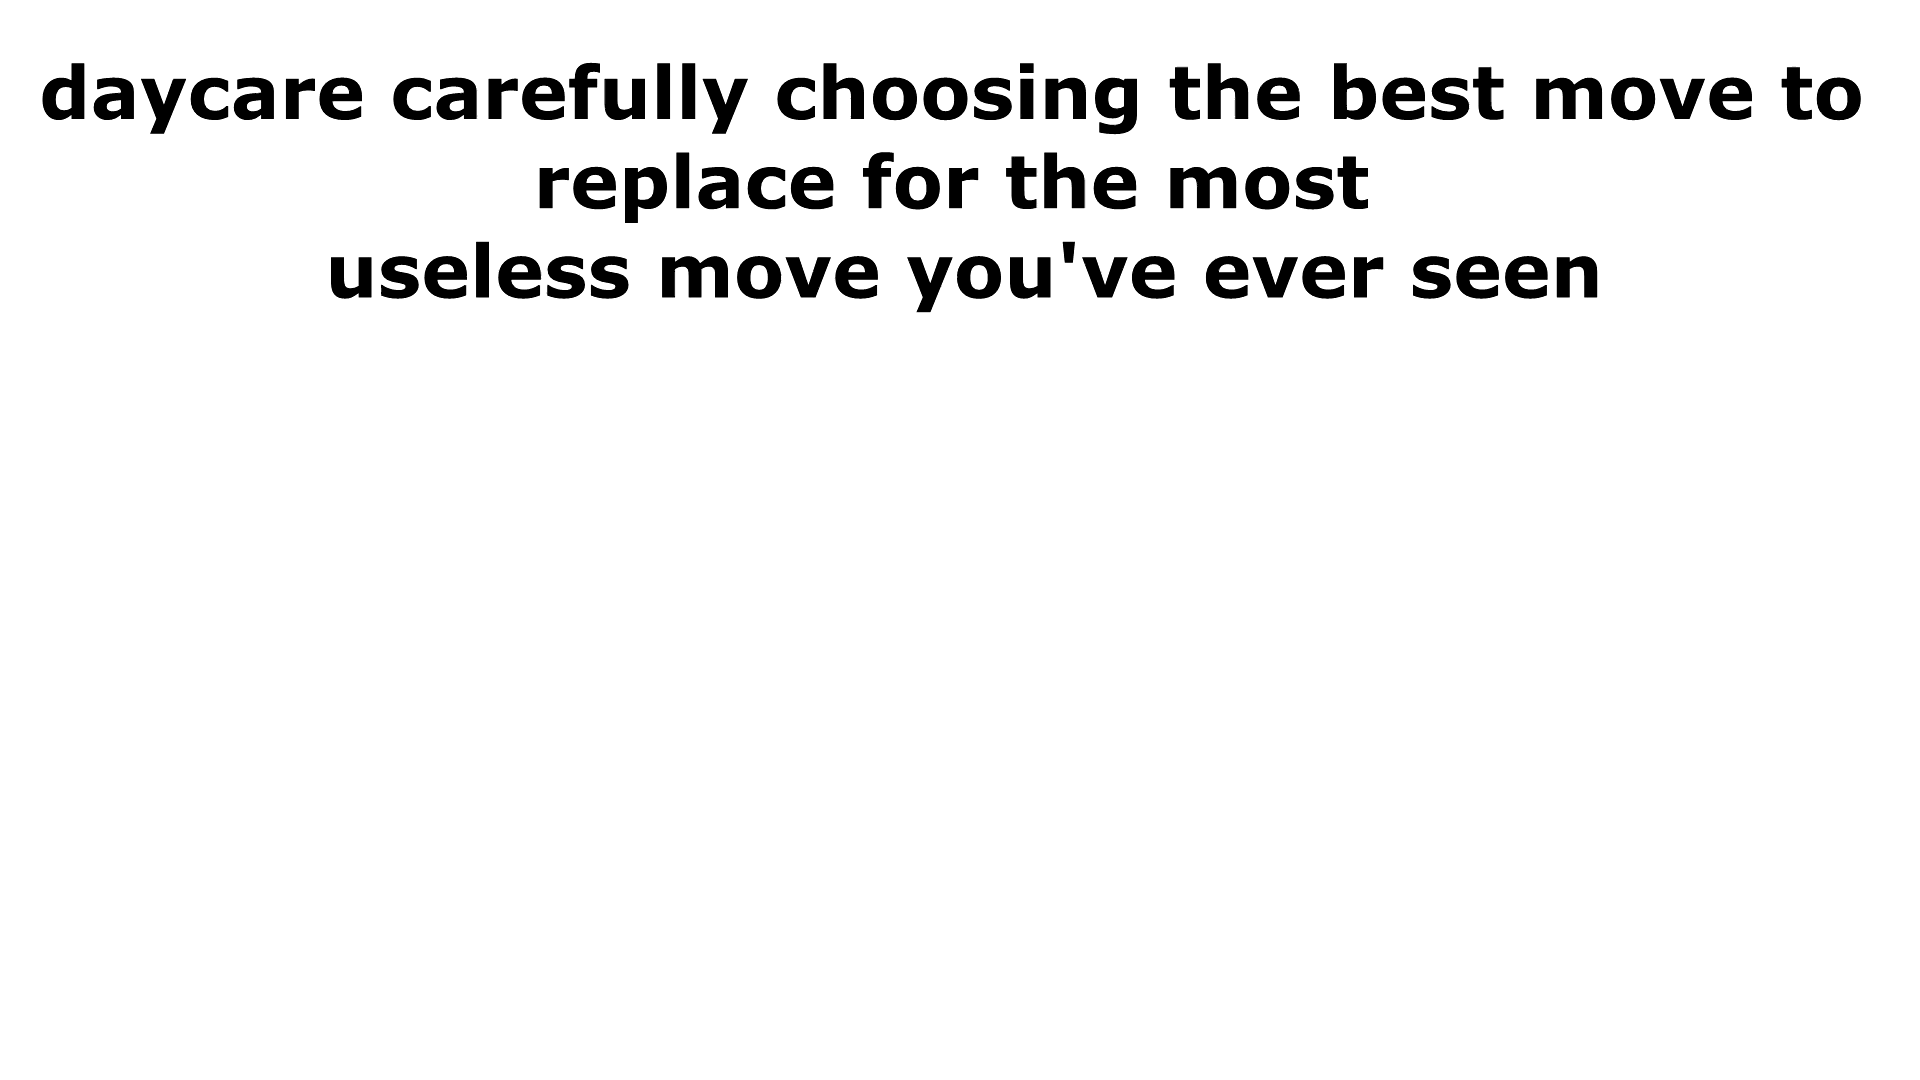 daycare carefully choosing the best move to
replace for the most
useless move you've ever seen